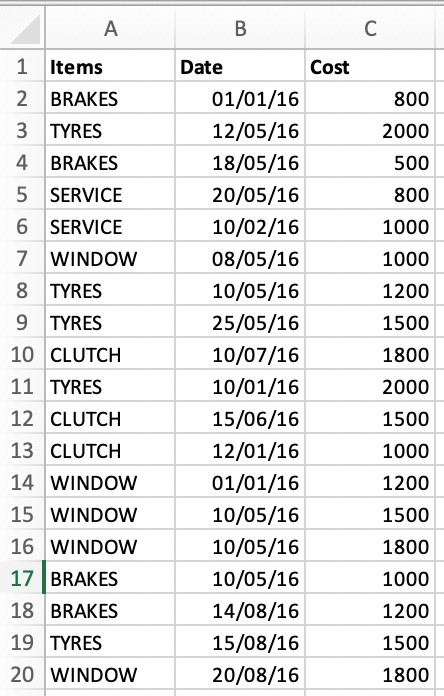 A B C
1 Items Date Cost
2 BRAKES 01/01/16 800
3 TYRES 12/05/16 2000
4 BRAKES 18/05/16 500
5 SERVICE 20/05/16 800
6 SERVICE 10/02/16 1000
7 WINDOW 08/05/16 1000
8 TYRES 10/05/16 1200
9 TYRES 25/05/16 1500
10 CLUTCH 10/07/16 1800
11 TYRES 10/01/16 2000
12 CLUTCH 15/06/16 1500
13 CLUTCH 12/01/16 1000
14 WINDOW 01/01/16 1200
15 WINDOW 10/05/16 1500
16 WINDOW 10/05/16 1800
17 BRAKES 10/05/16 1000
18 BRAKES 14/08/16 1200
19 TYRES 15/08/16 1500
20 WINDOW 20/08/16 1800